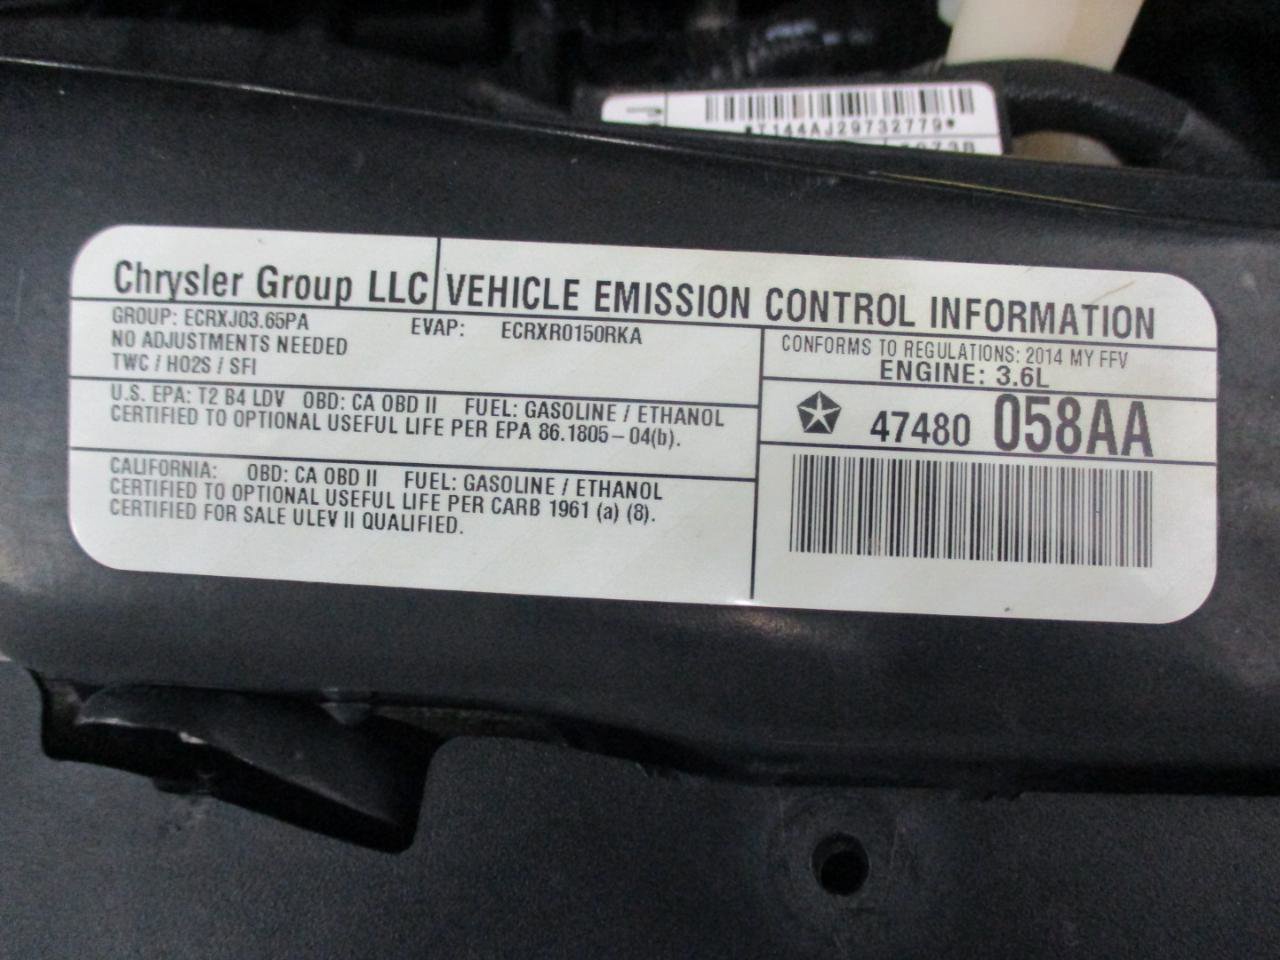 *T144AJ29732779*
Chrysler Group LLC VEHICLE EMISSION CONTROL INFORMATION
GROUP: ECRXJ03.65PA EVAP: ECRXR0150RKA
NO ADJUSTMENTS NEEDED
TWC / HO2S / SFI
CONFORMS TO REGULATIONS: 2014 MY FFV
ENGINE: 3.6L
U.S. EPA: T2 B4 LDV OBD: CA OBD II FUEL: GASOLINE / ETHANOL
CERTIFIED TO OPTIONAL USEFUL LIFE PER EPA 86.1805-04(b).
47480 058AA
CALIFORNIA: OBD: CA OBD II FUEL: GASOLINE / ETHANOL
CERTIFIED TO OPTIONAL USEFUL LIFE PER CARB 1961 (a) (8).
CERTIFIED FOR SALE ULEV II QUALIFIED.